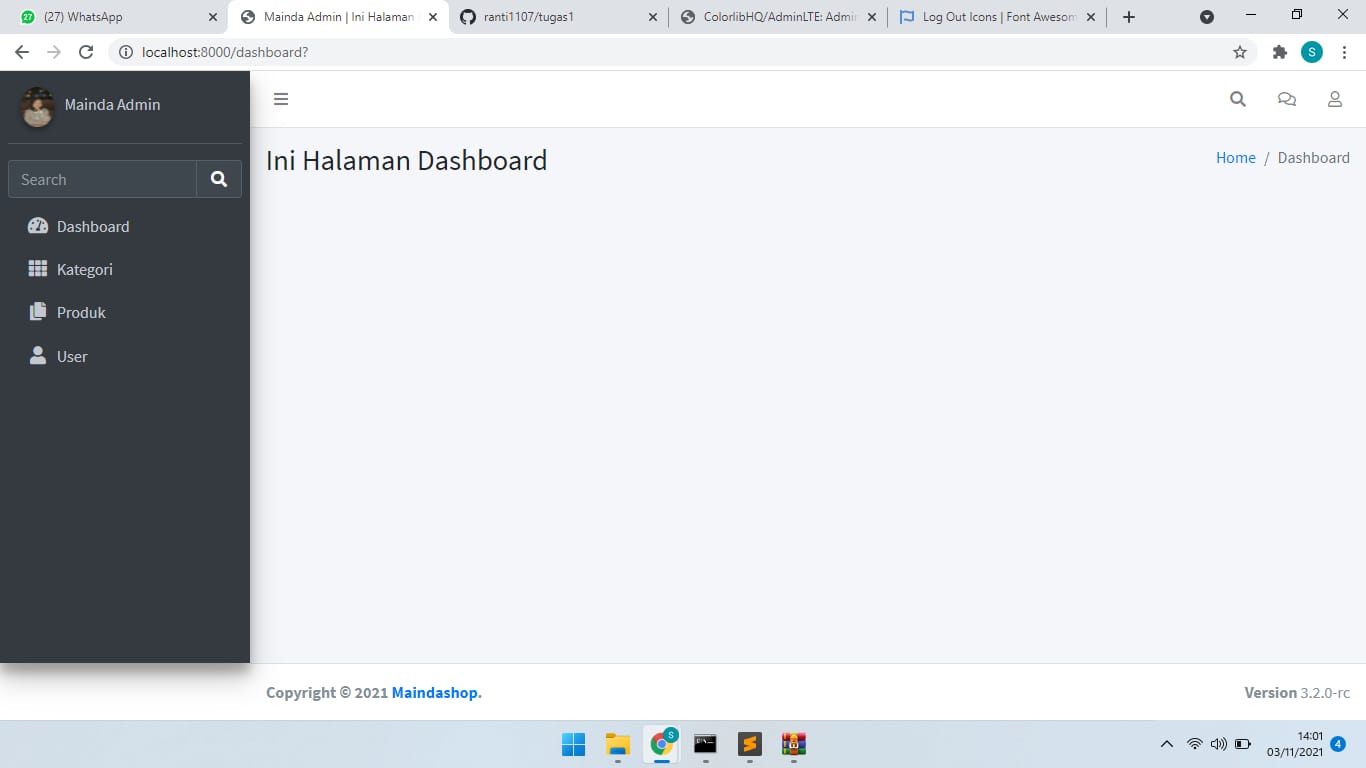 27
(27) WhatsApp
Mainda Admin | Ini Halaman
ranti1107/tugas1
ColorlibHQ/AdminLTE: Admin
Log Out Icons | Font Awesom
localhost:8000/dashboard?
S
Mainda Admin
Search
Dashboard
Kategori
Produk
User
Ini Halaman Dashboard
Home / Dashboard
Copyright © 2021 Maindashop.
Version 3.2.0-rc
S
14:01
03/11/2021
4